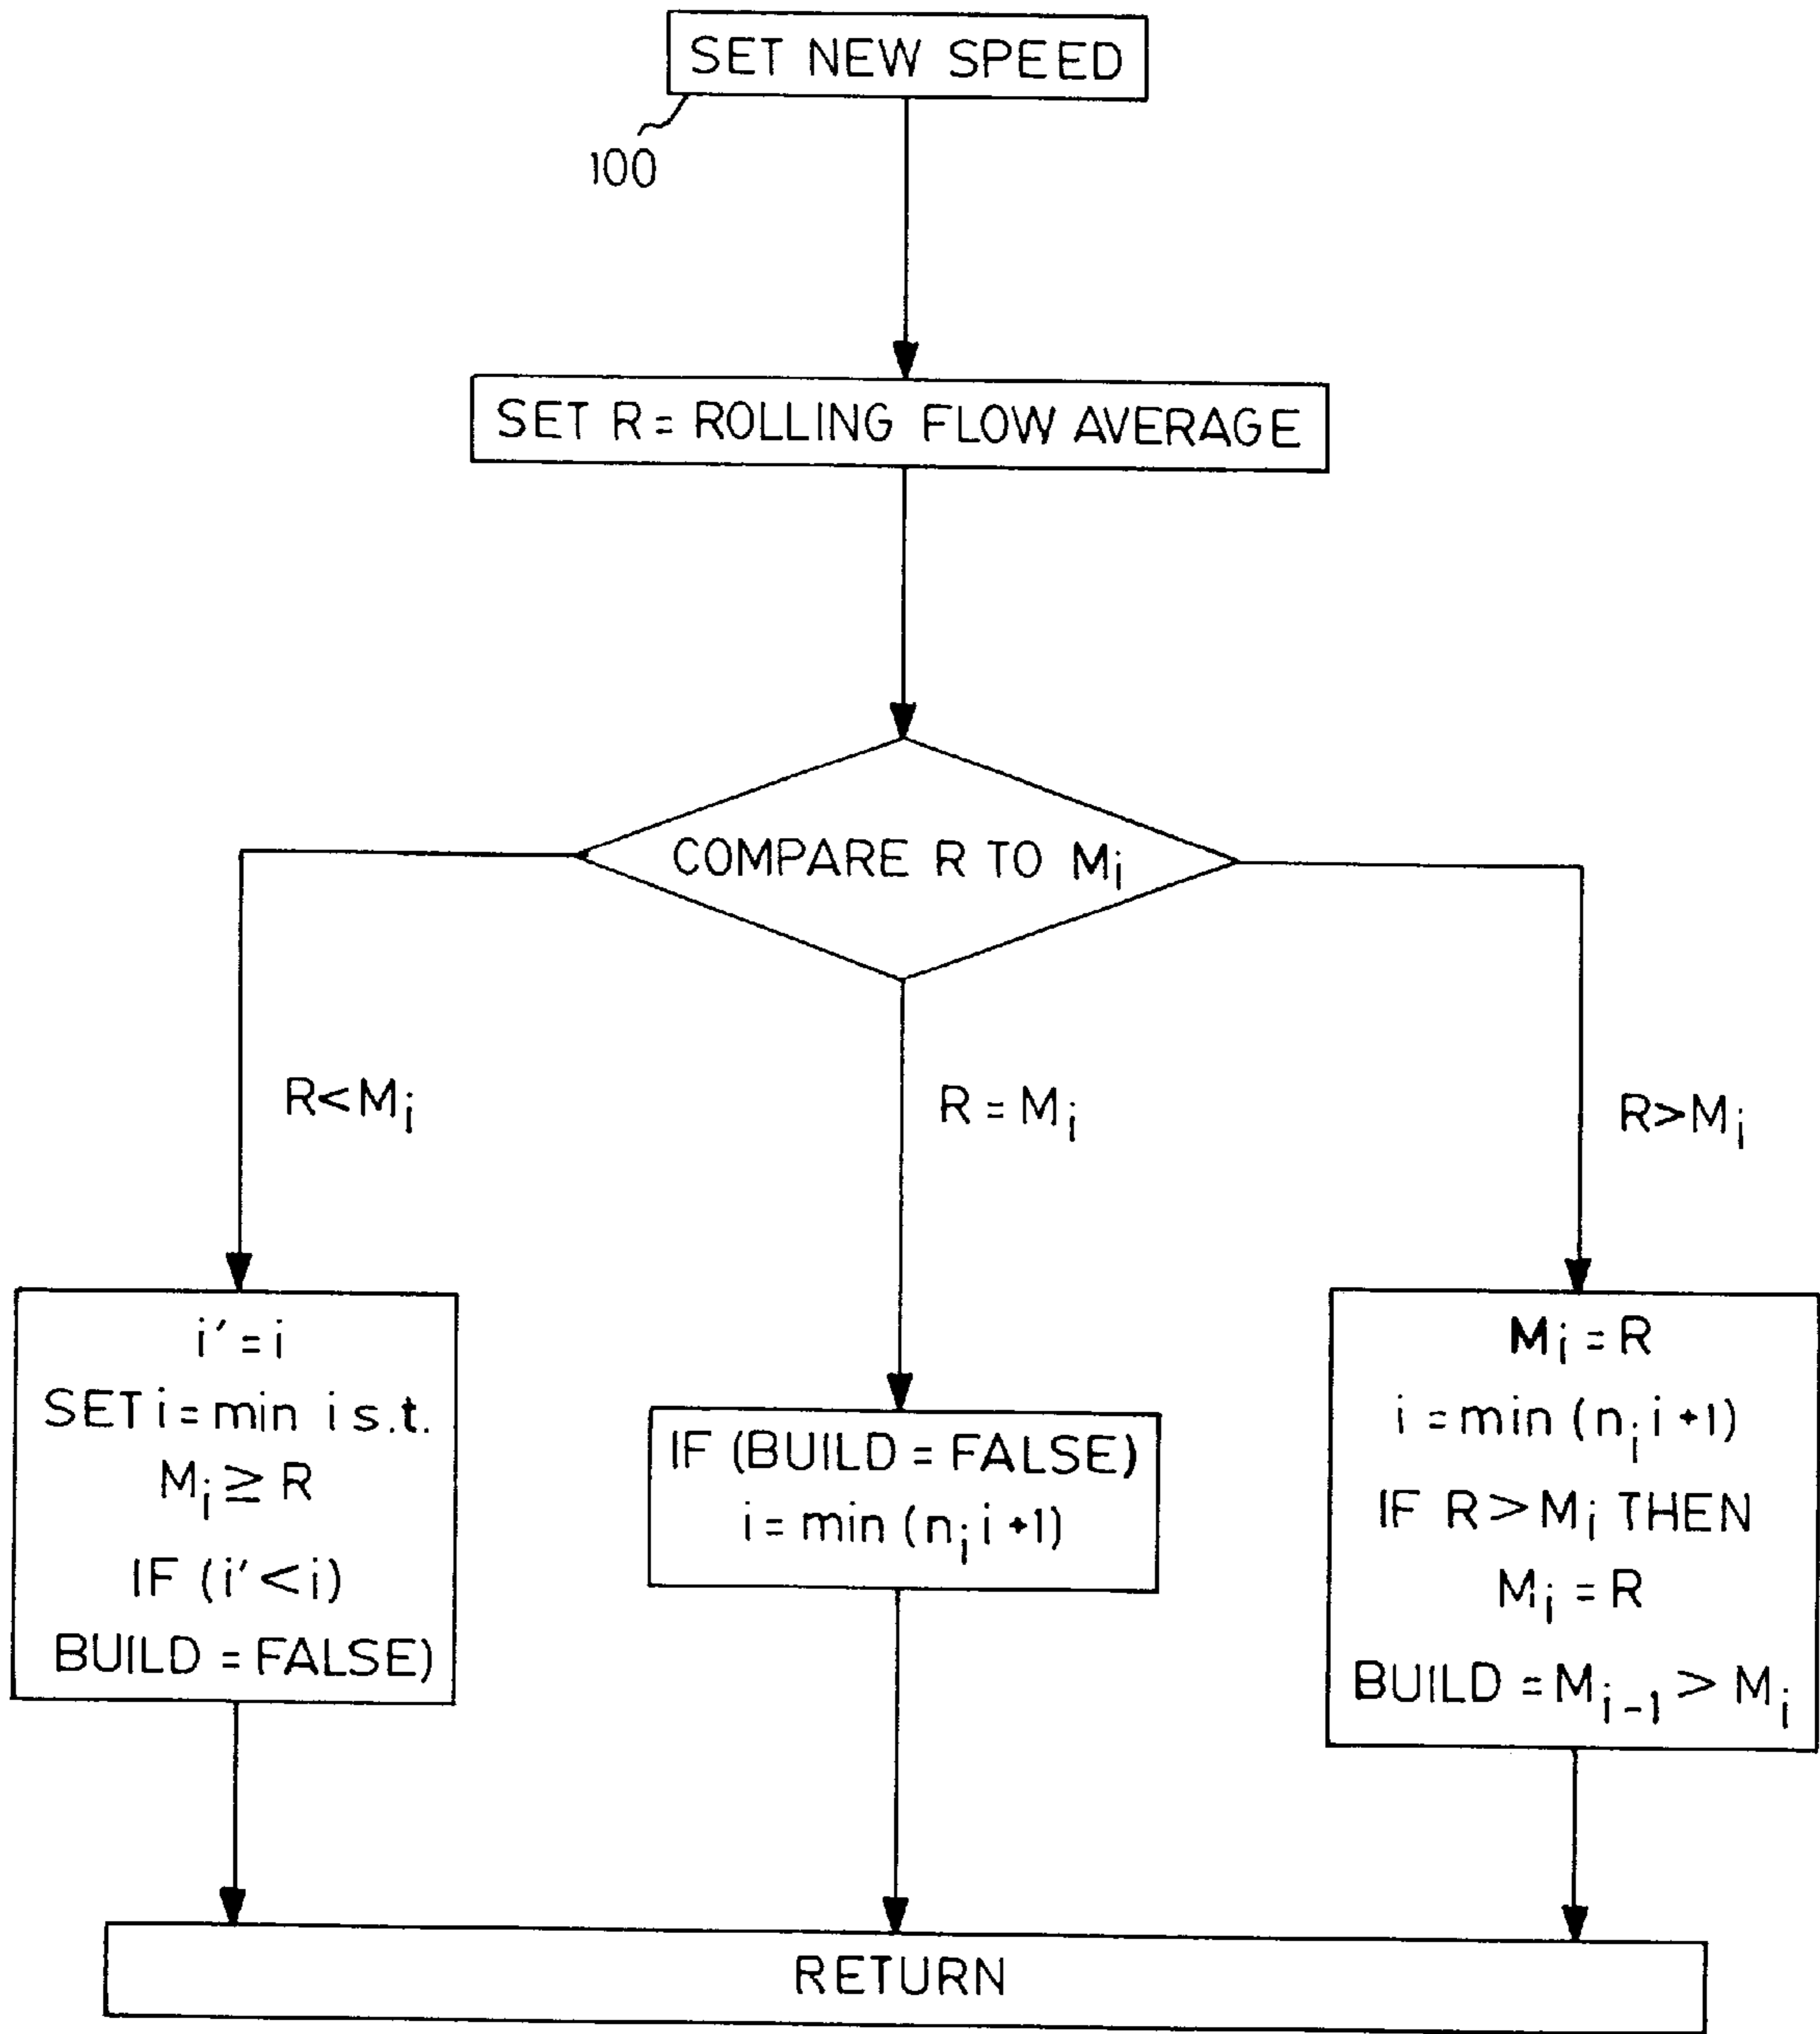 SET NEW SPEED
100
SET R = ROLLING FLOW AVERAGE
COMPARE R TO Mᵢ
R<Mᵢ
R = Mᵢ
R>Mᵢ
i′ = i
SET i = min i s.t.
Mᵢ ≥ R
IF (i′ < i)
BUILD = FALSE)
IF (BUILD = FALSE)
i = min (nᵢ i +1)
Mᵢ = R
i = min (nᵢ i +1)
IF R > Mᵢ THEN
Mᵢ = R
BUILD = Mᵢ₋₁ > Mᵢ
RETURN